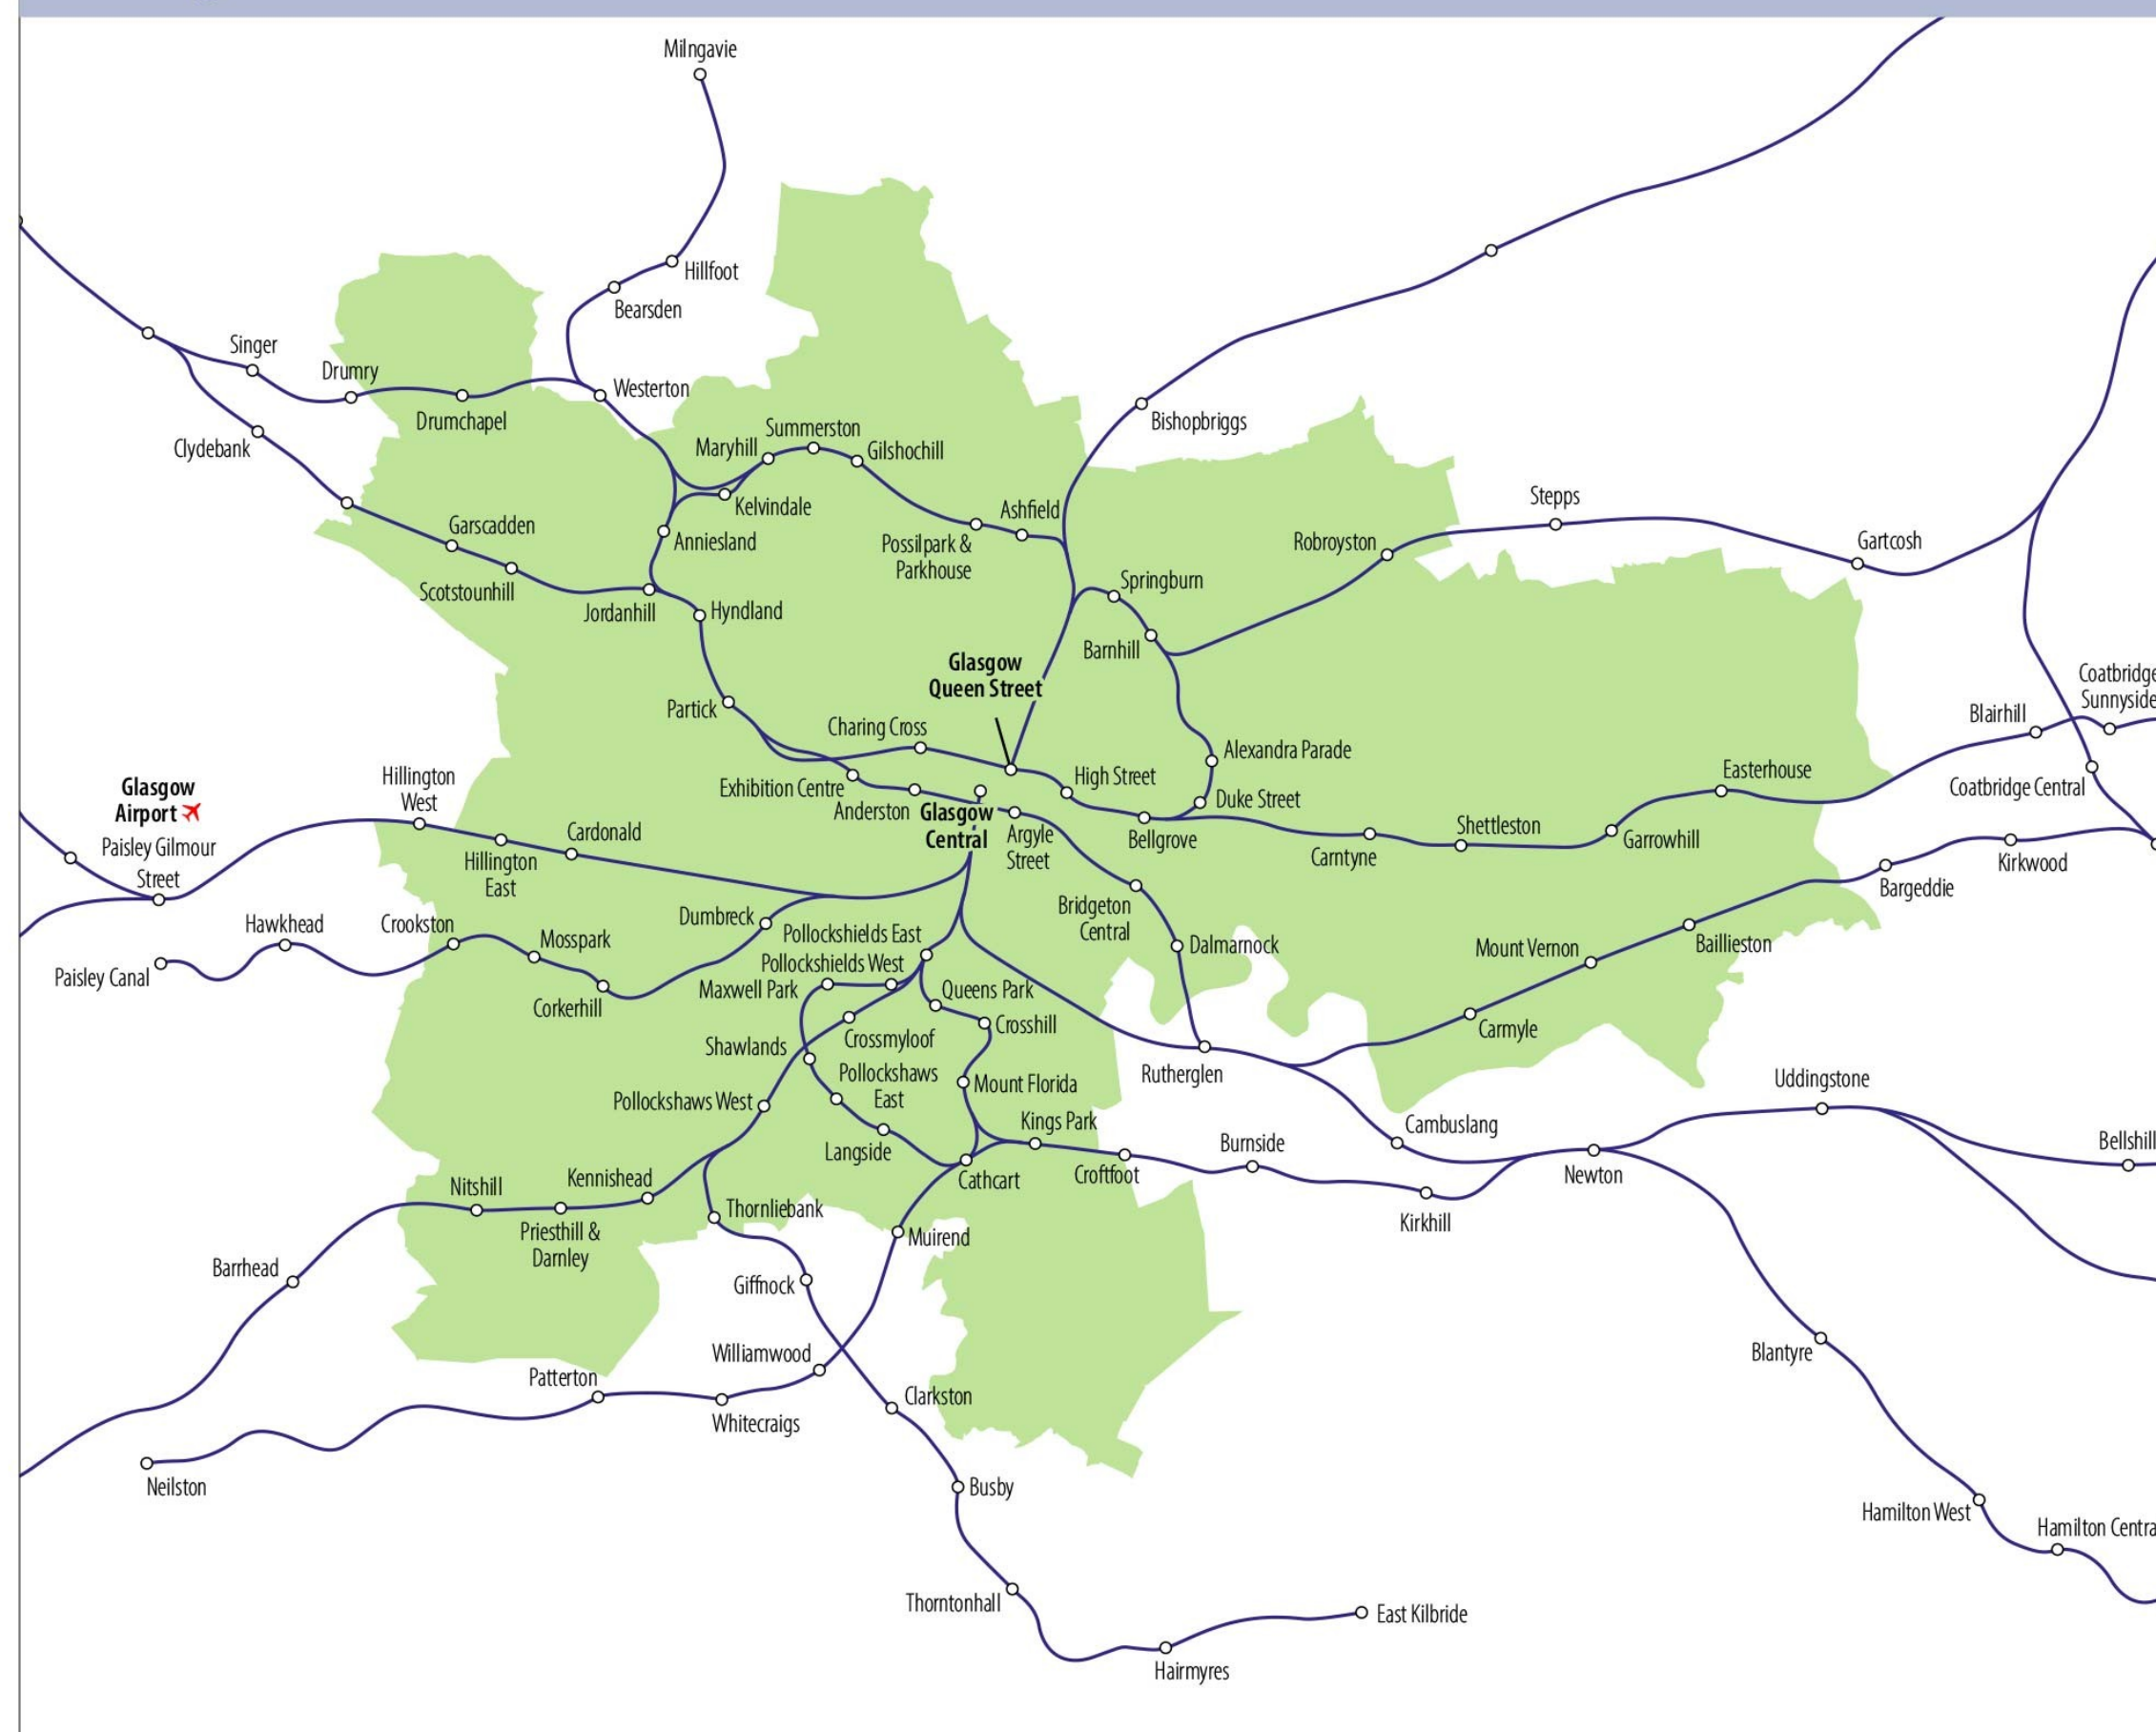 Milngavie
Hillfoot
Bearsden
Singer
Drumry
Westerton
Drumchapel
Clydebank
Maryhill
Summerston
Gilshochill
Bishopbriggs
Kelvindale
Garscadden
Anniesland
Ashfield
Possilpark &
Parkhouse
Stepps
Robroyston
Gartcosh
Scotstounhill
Jordanhill
Hyndland
Springburn
Barnhill
Glasgow
Queen Street
Partick
Charing Cross
Coatbridge
Sunnyside
Blairhill
Alexandra Parade
High Street
Easterhouse
Coatbridge Central
Exhibition Centre
Anderston
Glasgow
Central
Argyle
Street
Duke Street
Bellgrove
Carntyne
Shettleston
Garrowhill
Kirkwood
Bargeddie
Glasgow
Airport
Paisley Gilmour
Street
Hillington
West
Hillington
East
Cardonald
Hawkhead
Crookston
Mosspark
Dumbreck
Paisley Canal
Corkerhill
Pollockshields East
Pollockshields West
Maxwell Park
Bridgeton
Central
Dalmarnock
Mount Vernon
Baillieston
Queens Park
Crosshill
Crossmyloof
Shawlands
Carmyle
Rutherglen
Pollockshaws
East
Mount Florida
Pollockshaws West
Kings Park
Uddingstone
Cambuslang
Burnside
Langside
Cathcart
Croftfoot
Newton
Bellshill
Kirkhill
Nitshill
Kennishead
Priesthill &
Darnley
Thornliebank
Muirend
Barrhead
Giffnock
Williamwood
Blantyre
Patterton
Whitecraigs
Clarkston
Neilston
Busby
Hamilton West
Hamilton Centra
Thorntonhall
East Kilbride
Hairmyres